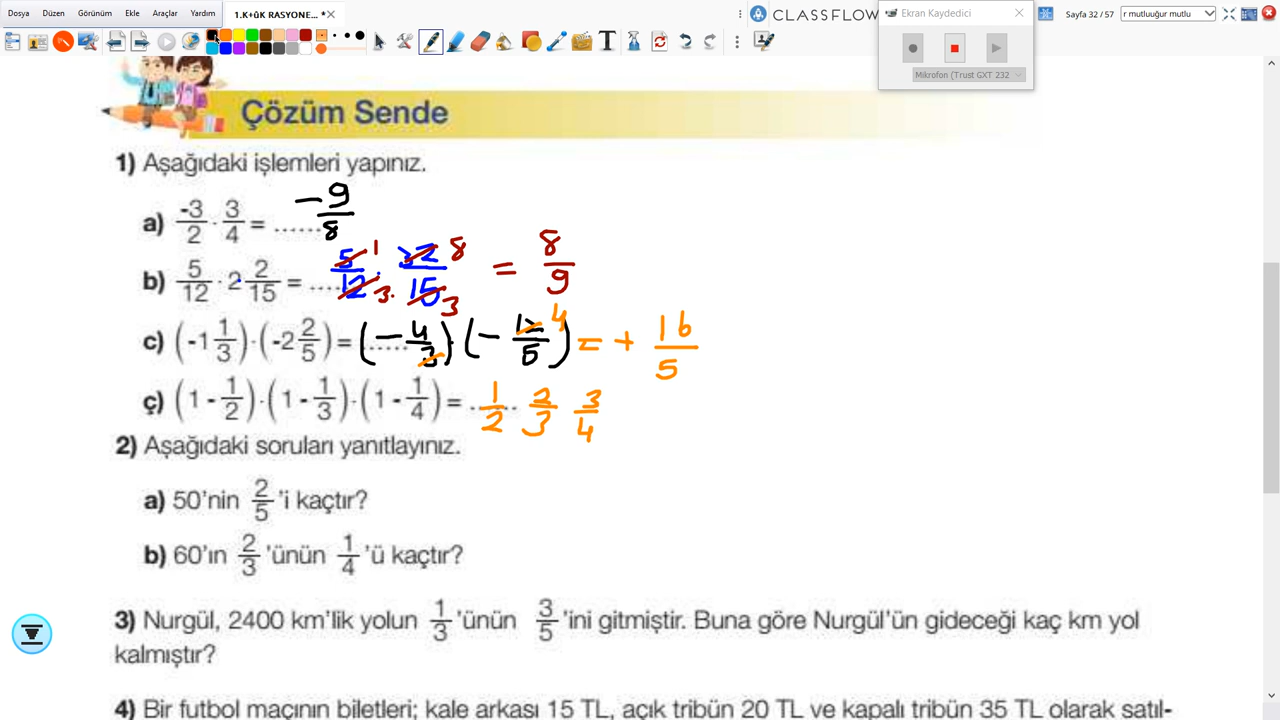 Dosya Görünüm Ekle Araçlar Yardım 1.K+ûK RASYONE... * CLASSFLOW Ekran Kaydedici Sayfa 32 / 57 r mutluuğur mutlu
Mikrofon (Trust GXT 232
Çözüm Sende
1) Aşağıdaki işlemleri yapınız.
a) -3/2 · 3/4 = ...... -9/8
b) 5/12 · 2 2/15 = .... 5/12 · 32/15 1 8 3 · 3 = 8/9
c) (-1 1/3) · (-2 2/5) = (...... - 4/3) · (- 12/5) 4 = + 16/5
ç) (1 - 1/2) · (1 - 1/3) · (1 - 1/4) = . 1/2 .. 2/3 3/4
2) Aşağıdaki soruları yanıtlayınız.
a) 50'nin 2/5 'i kaçtır?
b) 60'ın 2/3 'ünün 1/4 'ü kaçtır?
3) Nurgül, 2400 km'lik yolun 1/3 'ünün 3/5 'ini gitmiştir. Buna göre Nurgül'ün gideceği kaç km yol
kalmıştır?
4) Bir futbol maçının biletleri; kale arkası 15 TL, açık tribün 20 TL ve kapalı tribün 35 TL olarak satıl-